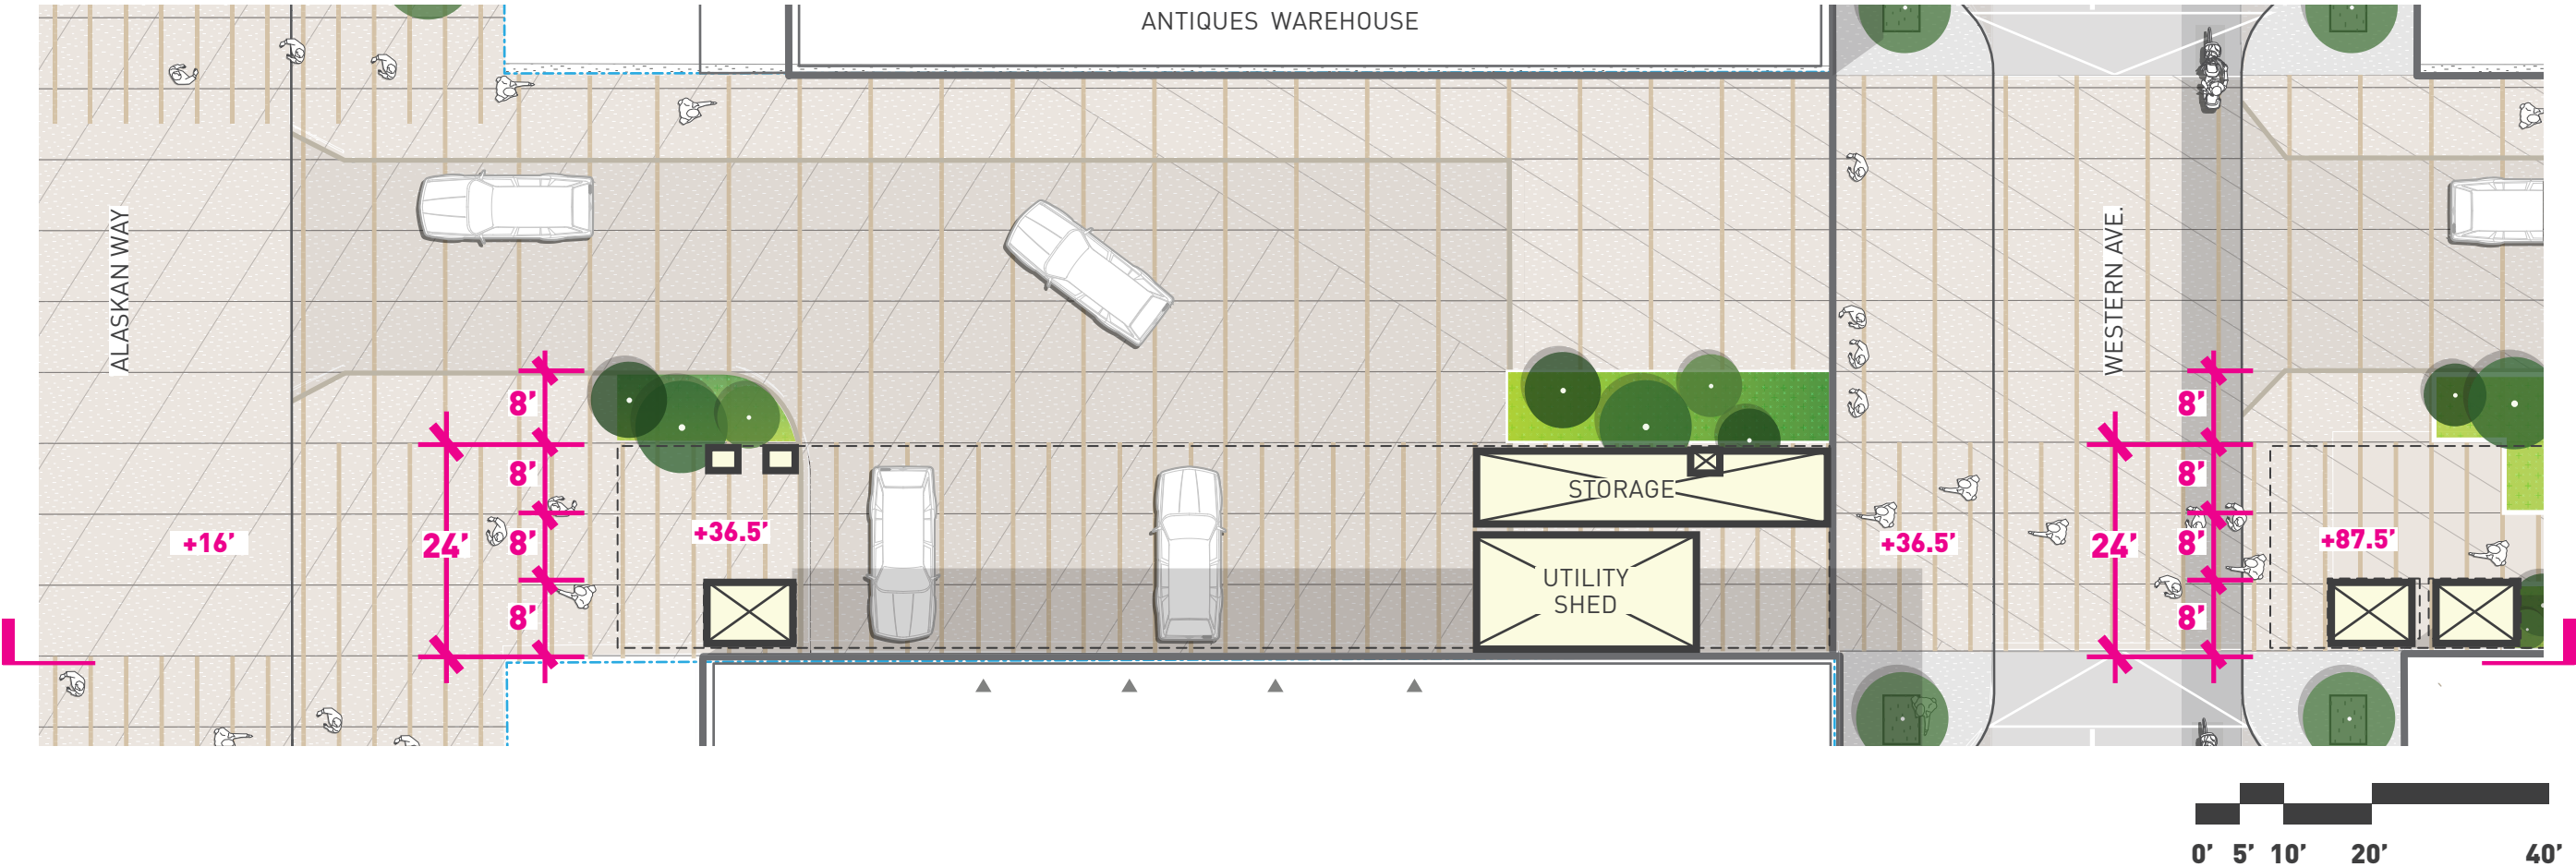 ANTIQUES WAREHOUSE
ALASKAN WAY
WESTERN AVE.
8’
8’
8’
8’
24’
+16’
+36.5’
STORAGE
UTILITY
SHED
+36.5’
8’
8’
8’
8’
24’
+87.5’
0’ 5’ 10’ 20’ 40’